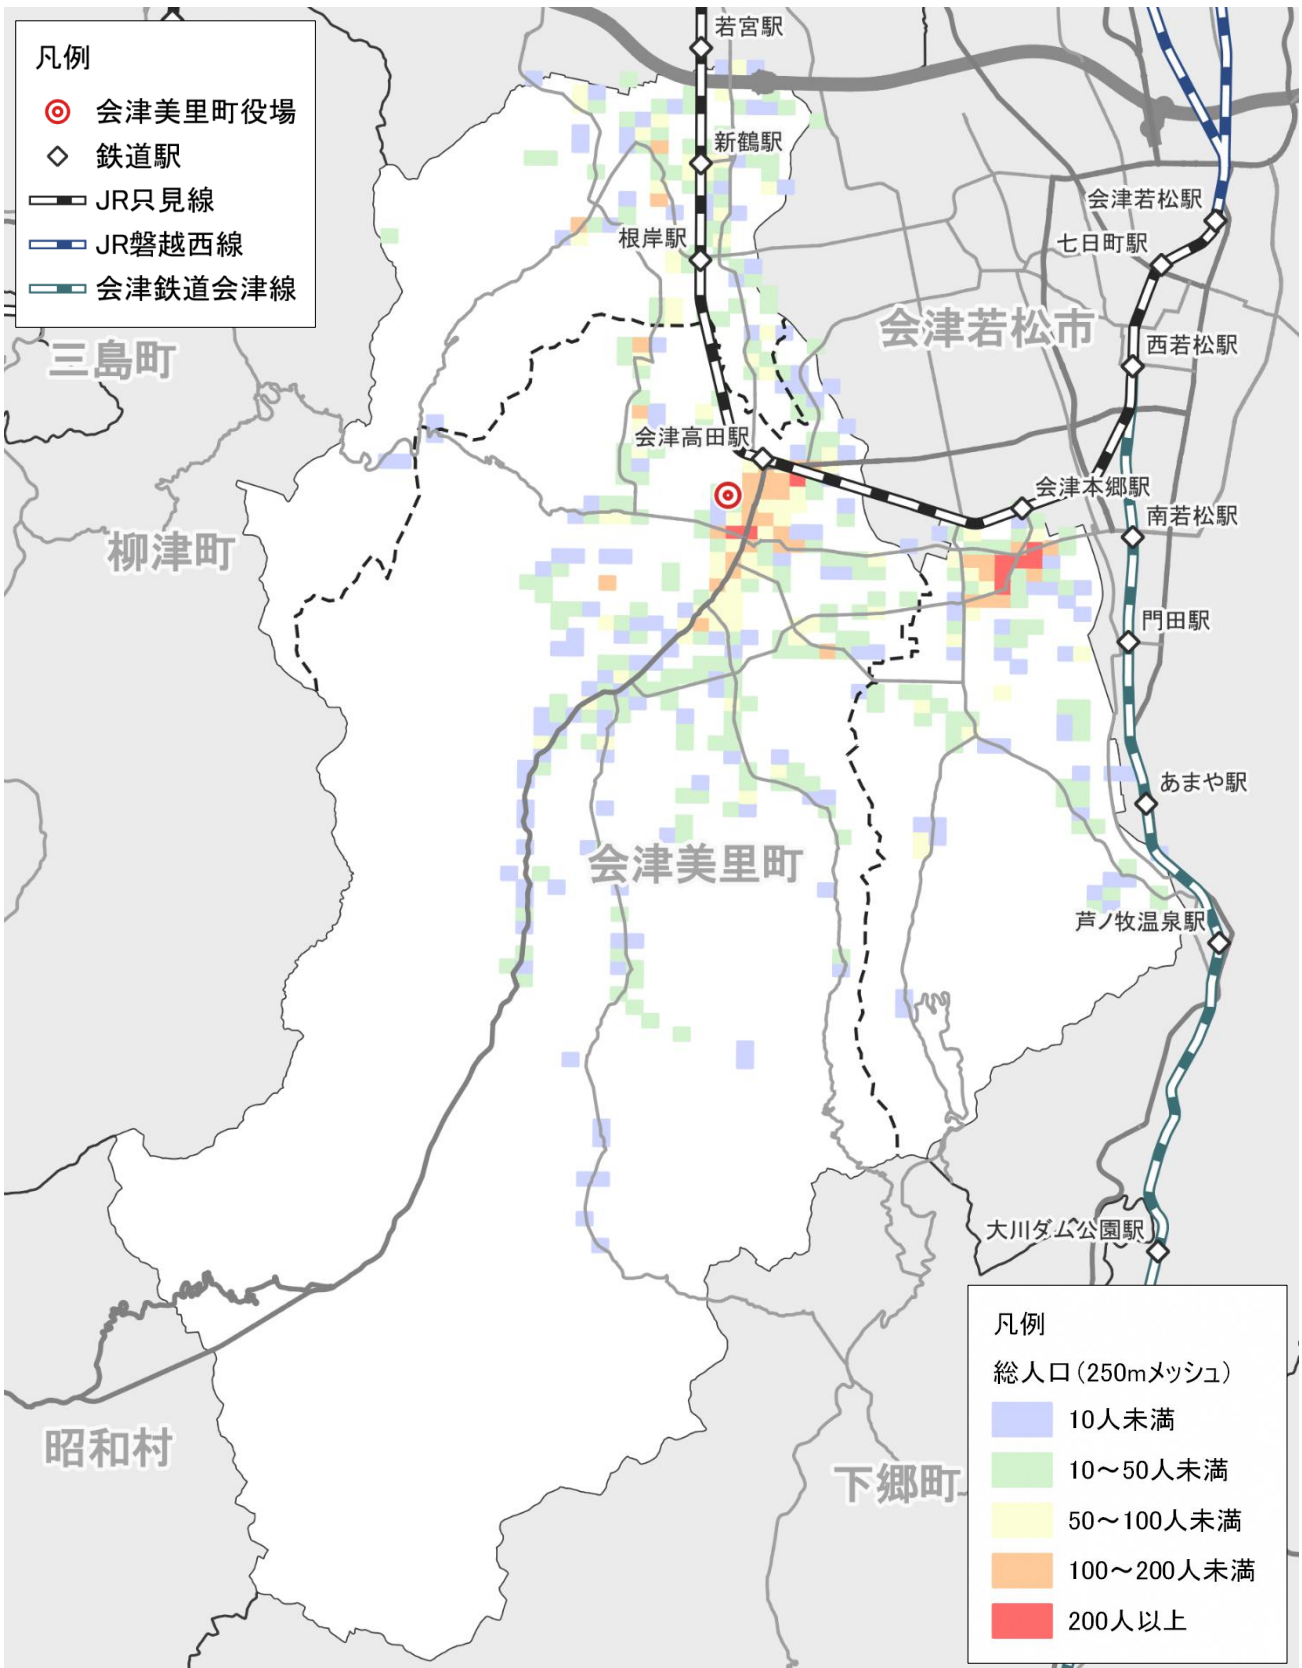 凡例
会津美里町役場
鉄道駅
JR只見線
JR磐越西線
会津鉄道会津線
若宮駅
新鶴駅
会津若松駅
根岸駅
七日町駅
会津若松市
西若松駅
三島町
会津高田駅
会津本郷駅
南若松駅
柳津町
門田駅
あまや駅
会津美里町
芦ノ牧温泉駅
大川ダム公園駅
昭和村
下郷町
凡例
総人口(250mメッシュ)
10人未満
10～50人未満
50～100人未満
100～200人未満
200人以上